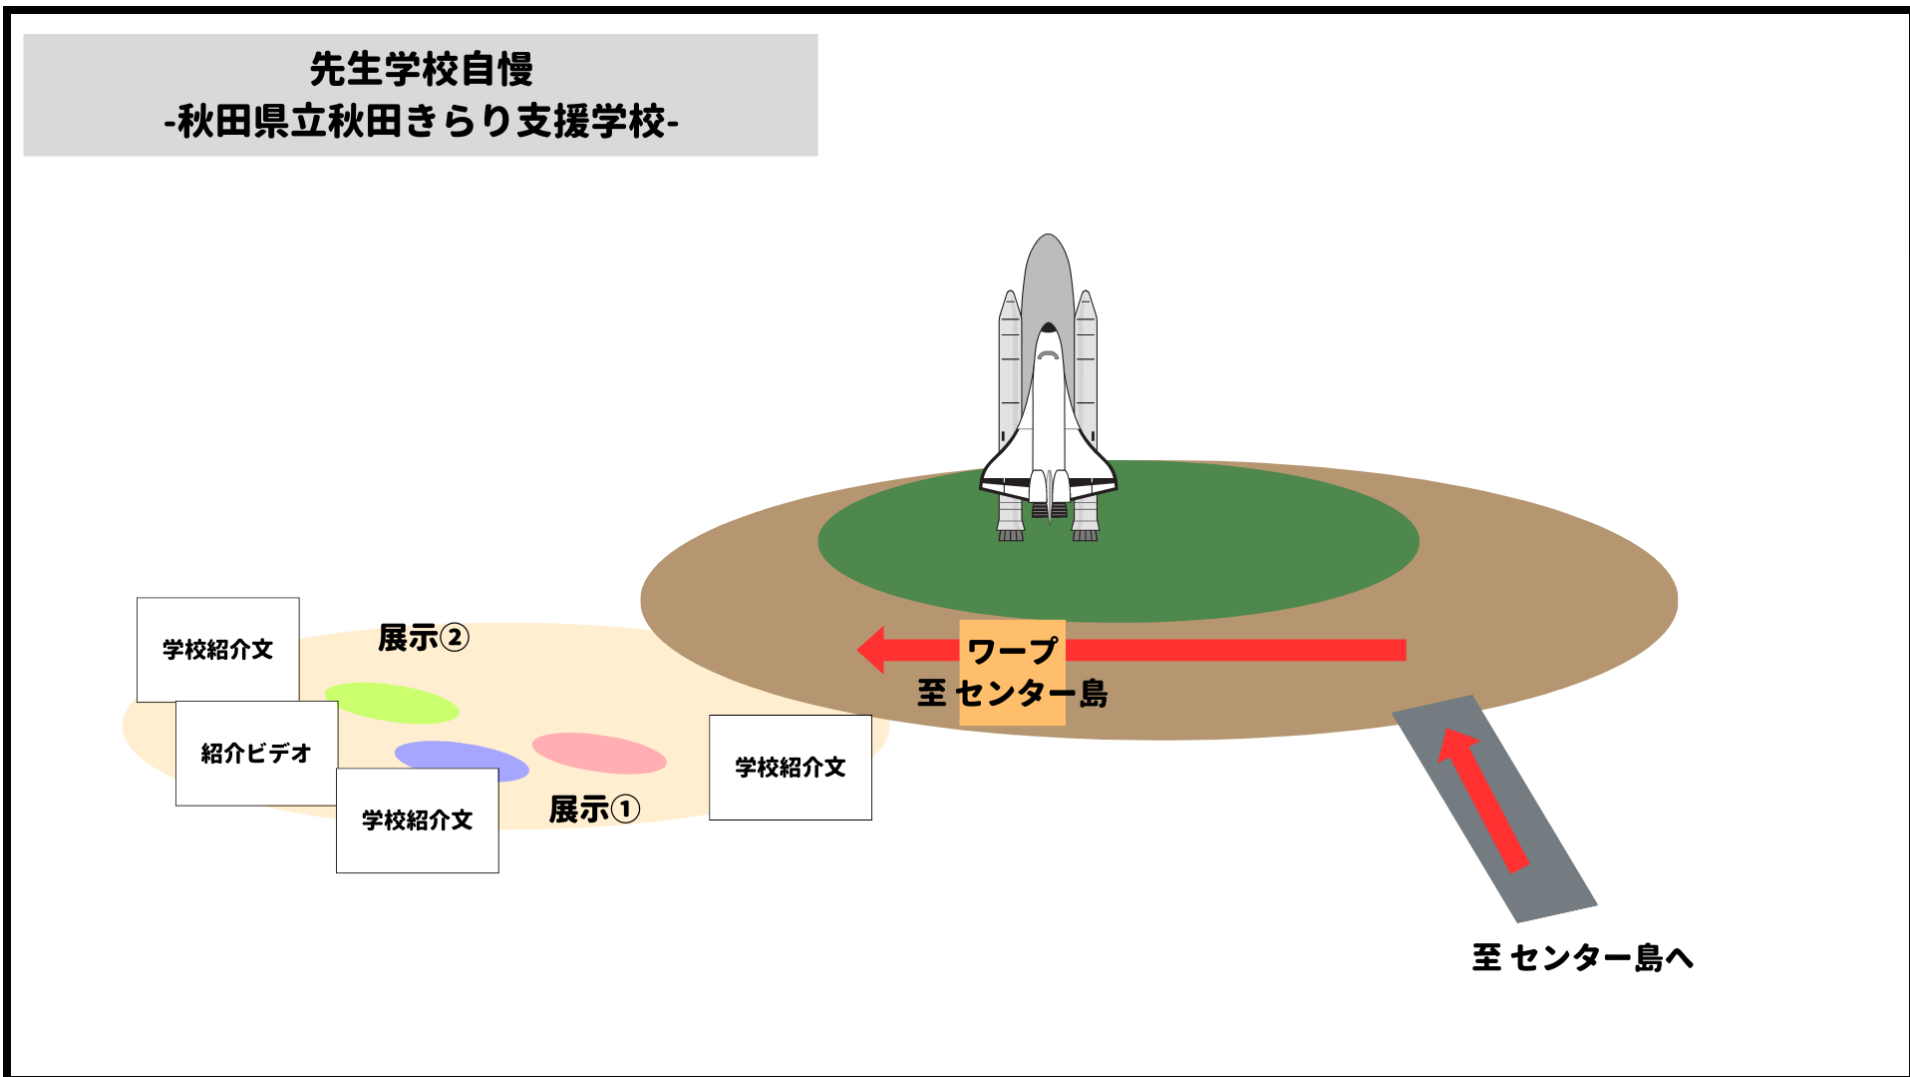 先生学校自慢
-秋田県立秋田きらり支援学校-
学校紹介文
展示②
紹介ビデオ
学校紹介文
展示①
学校紹介文
ワープ
至 センター島
至 センター島へ